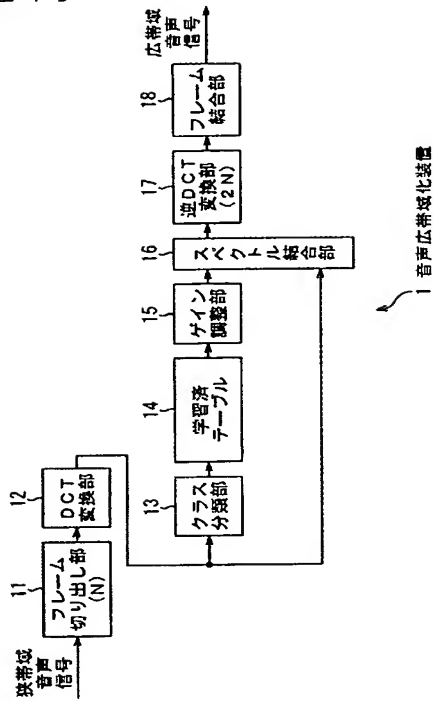 狭帯域
音声
信号
11
フレーム
切り出し部
(N)
12
DCT
変換部
13
クラス
分類部
14
学習済
テーブル
15
ゲイン
調整部
16
スペクトル結合部
17
逆DCT
変換部
(2N)
18
フレーム
結合部
広帯域
音声
信号
1 音声広帯域化装置